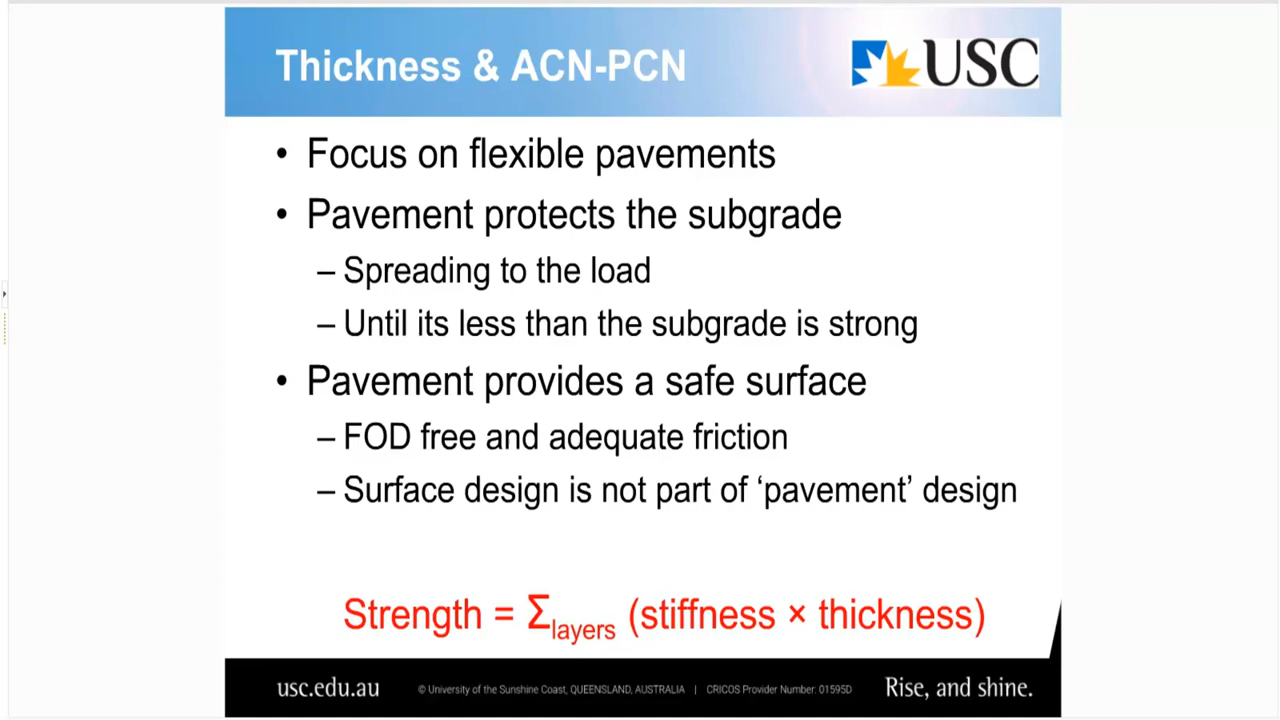 Thickness & ACN-PCN
USC
• Focus on flexible pavements
• Pavement protects the subgrade
– Spreading to the load
– Until its less than the subgrade is strong
• Pavement provides a safe surface
– FOD free and adequate friction
– Surface design is not part of ‘pavement’ design
Strength = Σlayers (stiffness × thickness)
usc.edu.au
© University of the Sunshine Coast, QUEENSLAND, AUSTRALIA | CRICOS Provider Number: 01595D
Rise, and shine.